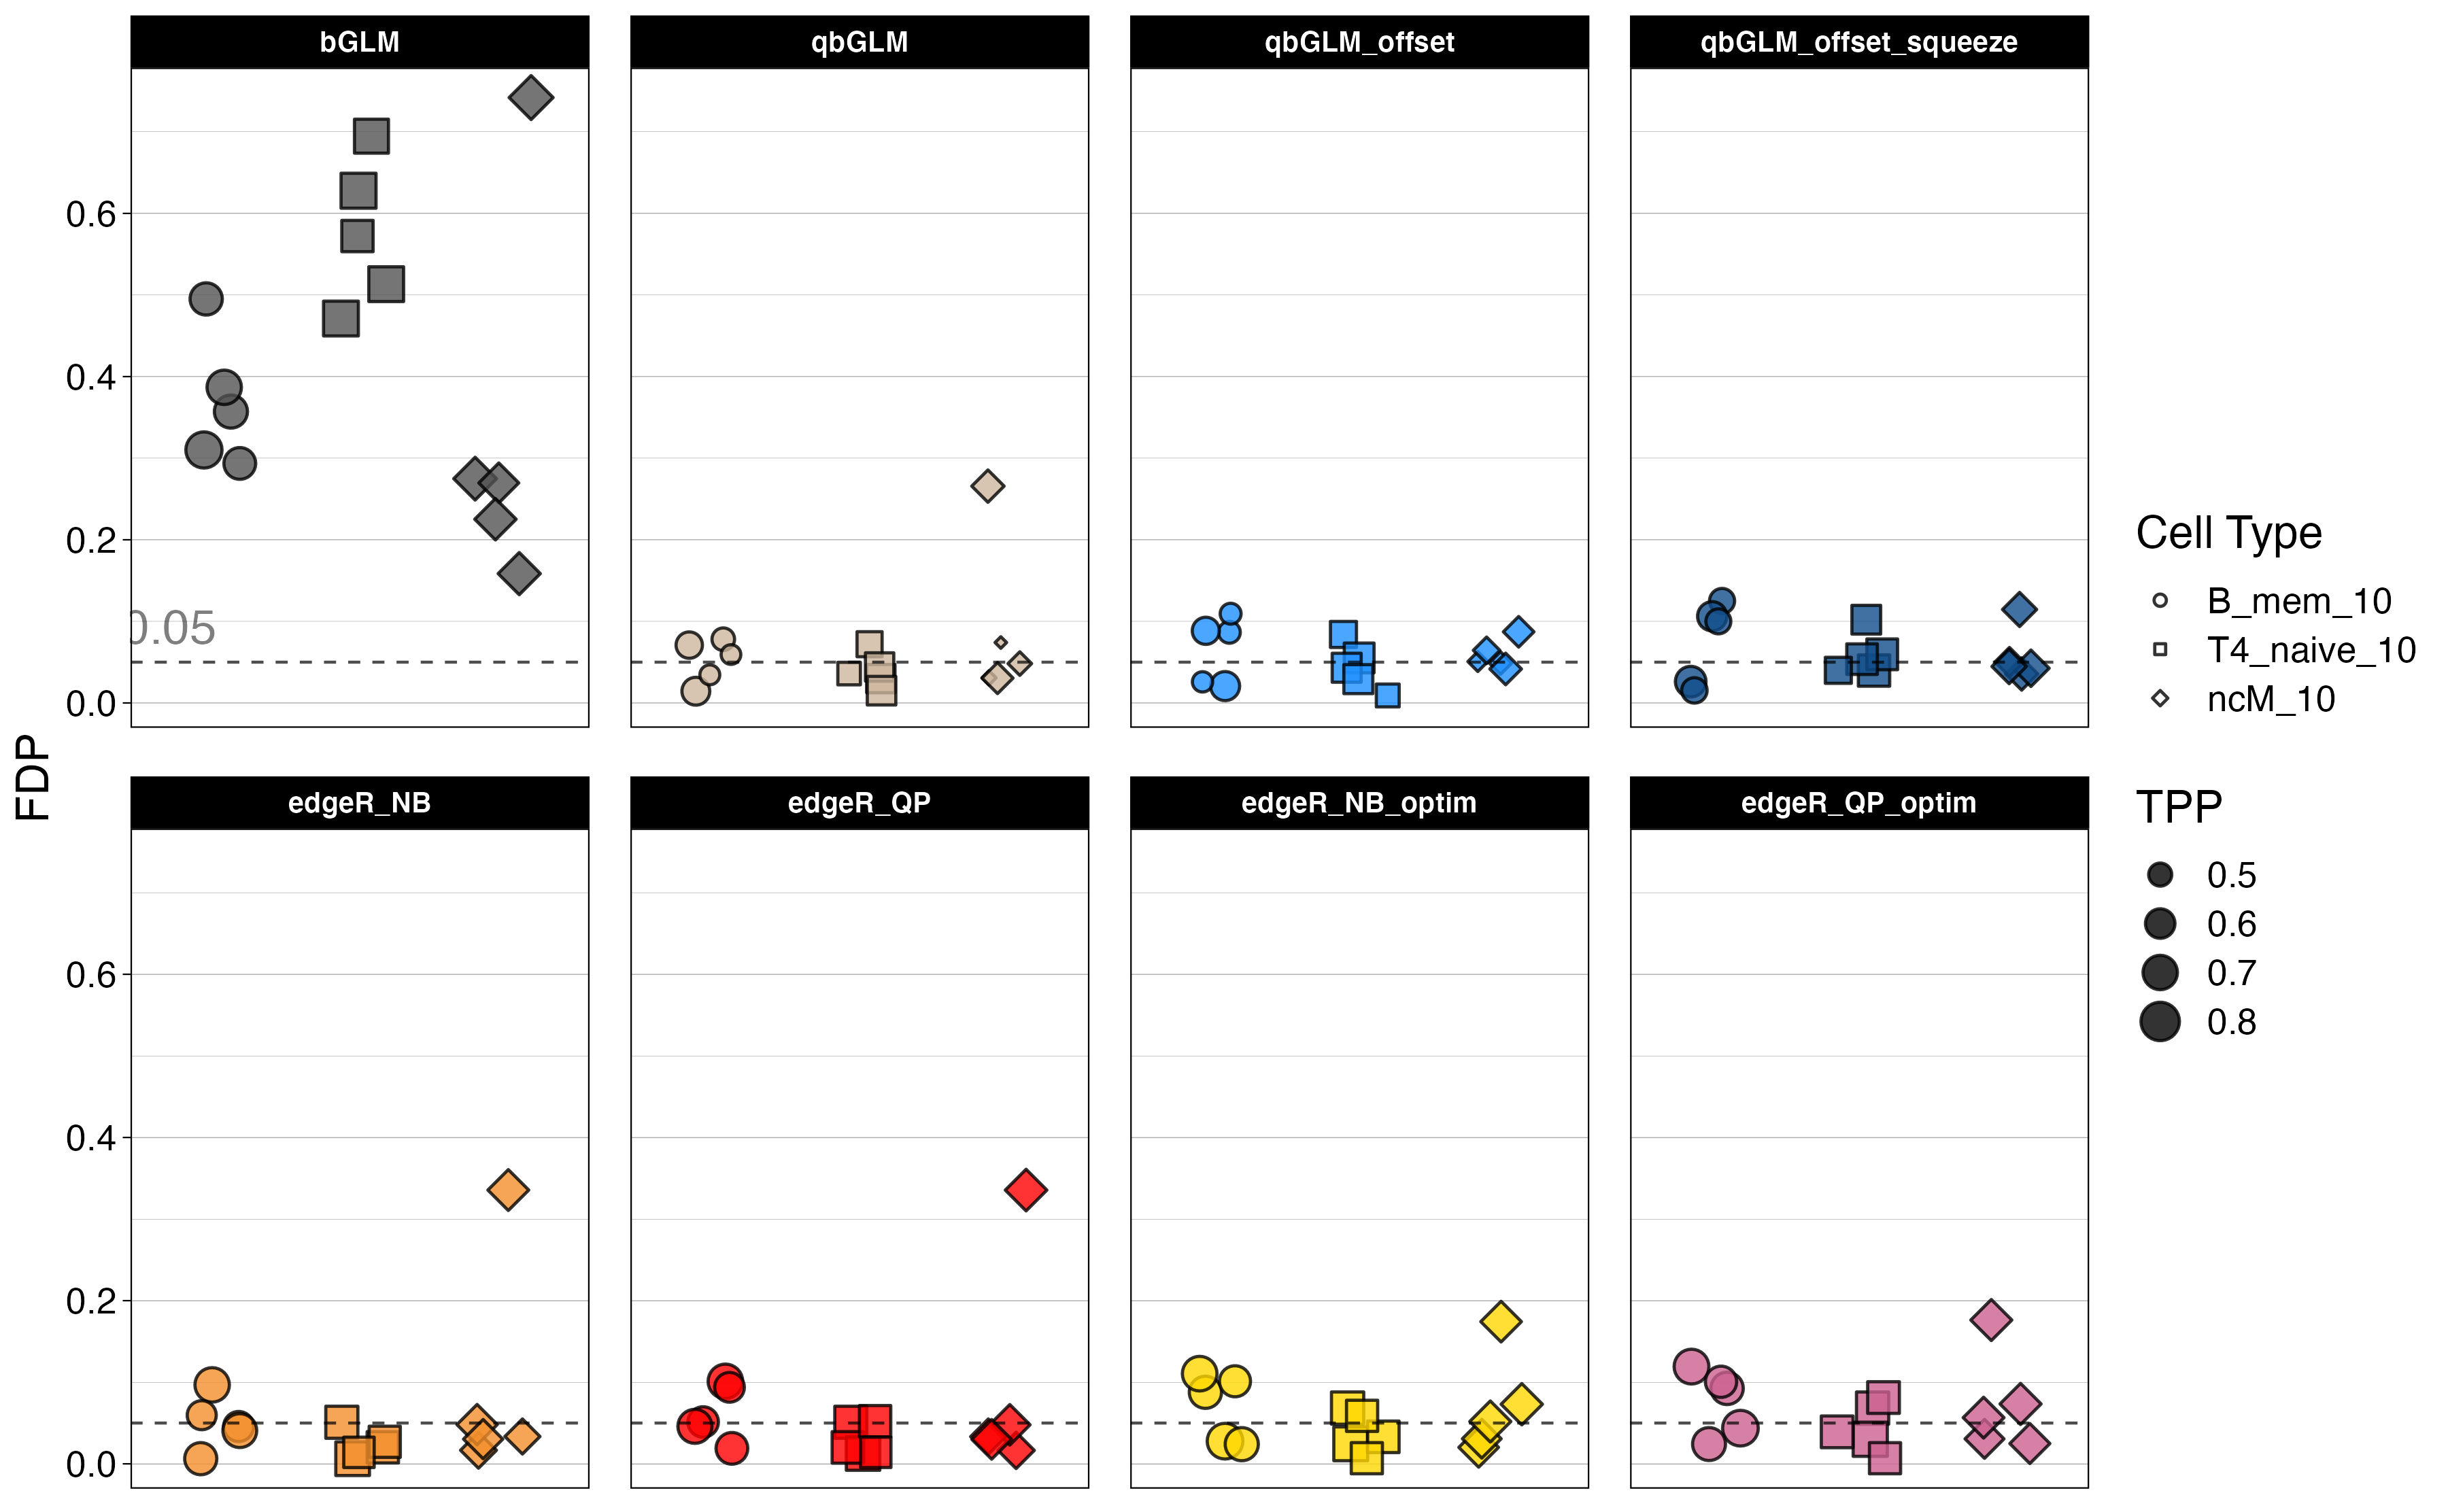 bGLM
qbGLM
qbGLM_offset
qbGLM_offset_squeeze
0.6
0.4
0.2
0.0
0.05
edgeR_NB
edgeR_QP
edgeR_NB_optim
edgeR_QP_optim
0.6
0.4
0.2
0.0
FDP
Cell Type
B_mem_10
T4_naive_10
ncM_10
TPP
0.5
0.6
0.7
0.8